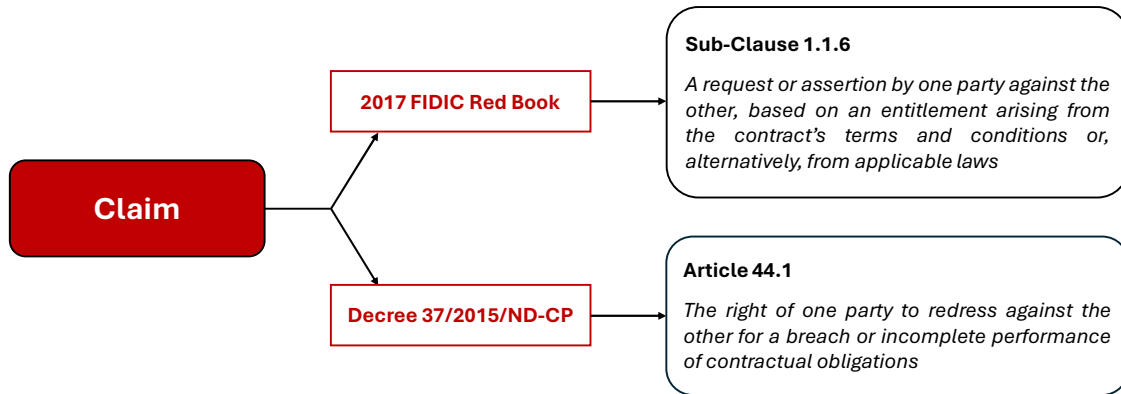 Claim
2017 FIDIC Red Book
Sub-Clause 1.1.6
A request or assertion by one party against the
other, based on an entitlement arising from
the contract’s terms and conditions or,
alternatively, from applicable laws
Decree 37/2015/ND-CP
Article 44.1
The right of one party to redress against the
other for a breach or incomplete performance
of contractual obligations